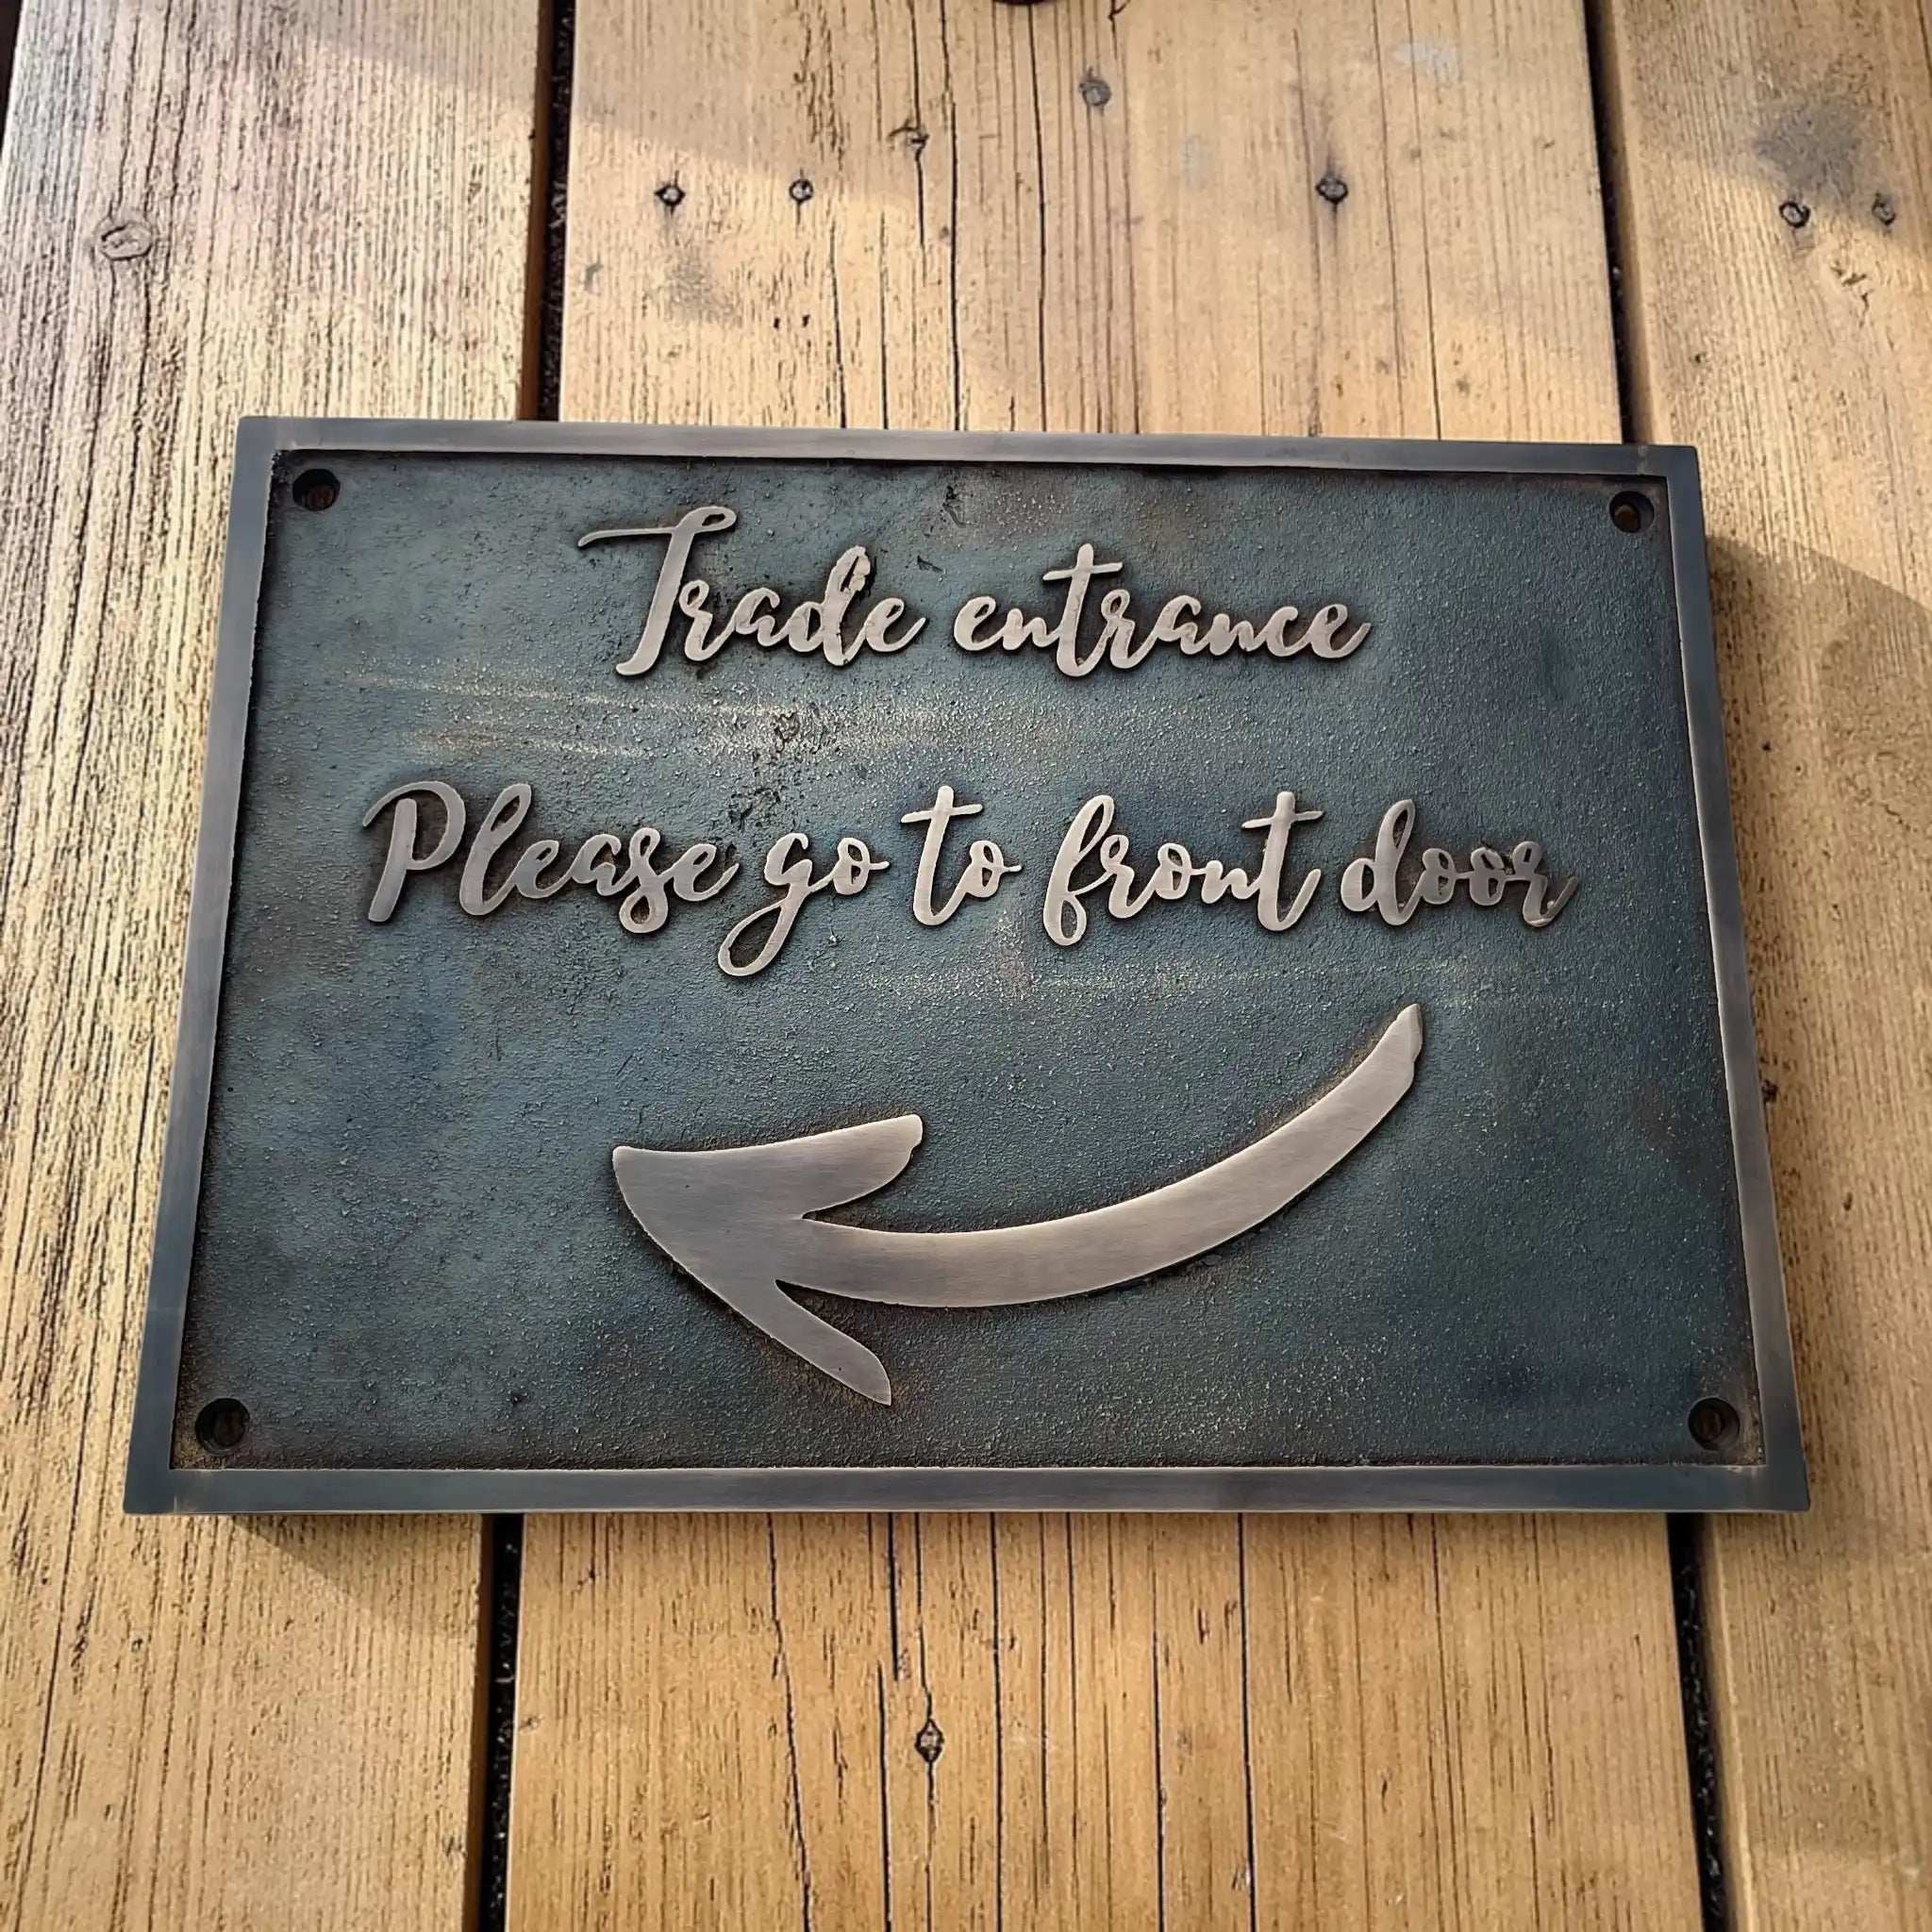 Trade entrance
Please go to front door